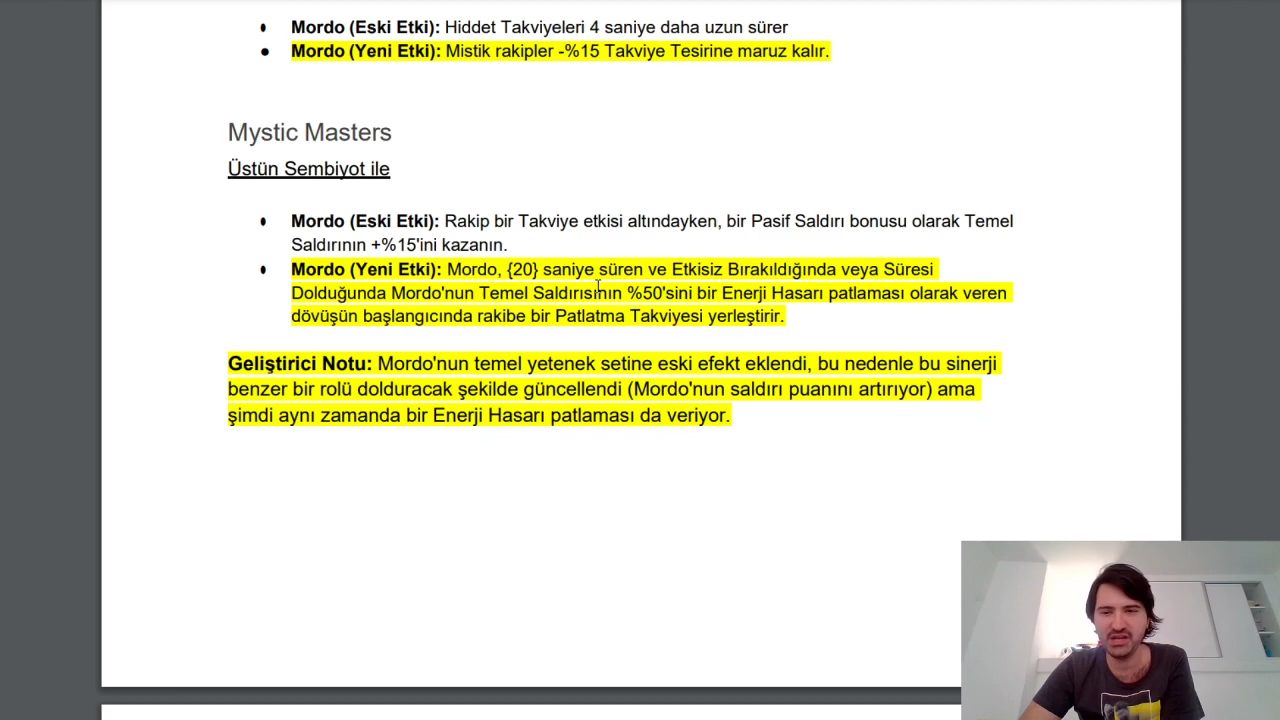 Mordo (Eski Etki): Hiddet Takviyeleri 4 saniye daha uzun sürer
Mordo (Yeni Etki): Mistik rakipler -%15 Takviye Tesirine maruz kalır.
Mystic Masters
Üstün Sembiyot ile
Mordo (Eski Etki): Rakip bir Takviye etkisi altındayken, bir Pasif Saldırı bonusu olarak Temel
Saldırının +%15'ini kazanın.
Mordo (Yeni Etki): Mordo, {20} saniye süren ve Etkisiz Bırakıldığında veya Süresi
Dolduğunda Mordo'nun Temel Saldırısının %50'sini bir Enerji Hasarı patlaması olarak veren
dövüşün başlangıcında rakibe bir Patlatma Takviyesi yerleştirir.
Geliştirici Notu: Mordo'nun temel yetenek setine eski efekt eklendi, bu nedenle bu sinerji
benzer bir rolü dolduracak şekilde güncellendi (Mordo'nun saldırı puanını artırıyor) ama
şimdi aynı zamanda bir Enerji Hasarı patlaması da veriyor.